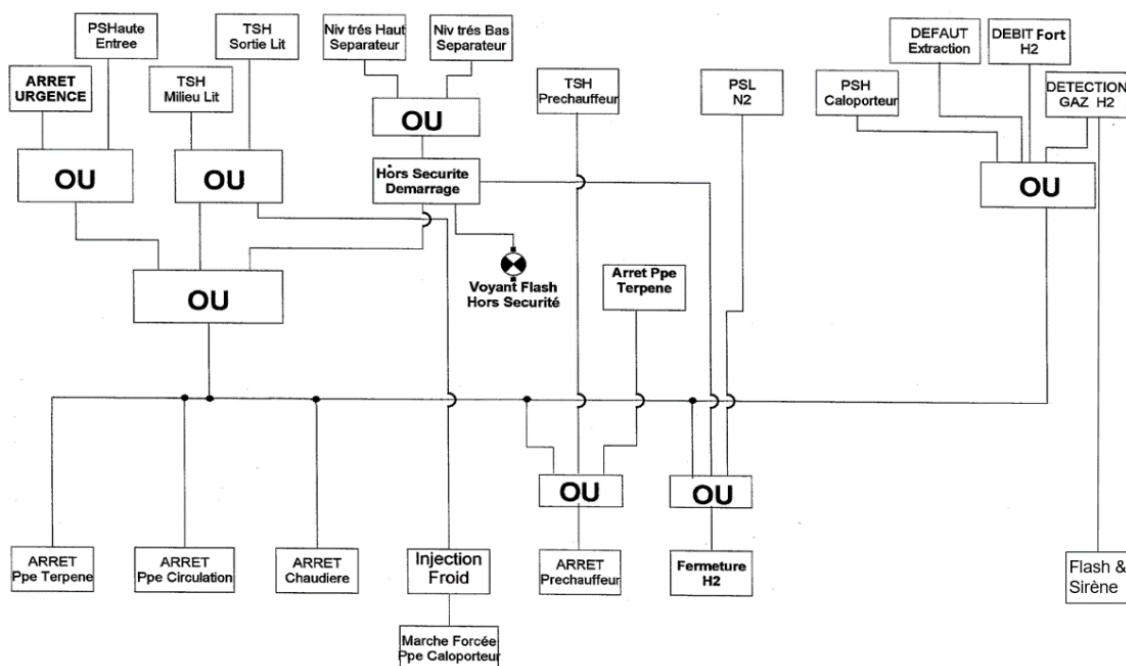 PSHaute
Entree
TSH
Sortie Lit
Niv trés Haut
Separateur
Niv trés Bas
Separateur
DEFAUT
Extraction
DEBIT Fort
H2
ARRET
URGENCE
TSH
Milieu Lit
TSH
Prechauffeur
PSL
N2
PSH
Caloporteur
DETECTION
GAZ H2
OU
OU
OU
Hors Securite
Demarrage
OU
OU
Voyant Flash
Hors Securité
Arret Ppe
Terpene
OU
OU
ARRET
Ppe Terpene
ARRET
Ppe Circulation
ARRET
Chaudiere
Injection
Froid
ARRET
Prechauffeur
Fermeture
H2
Flash &
Sirène
Marche Forcée
Ppe Caloporteur